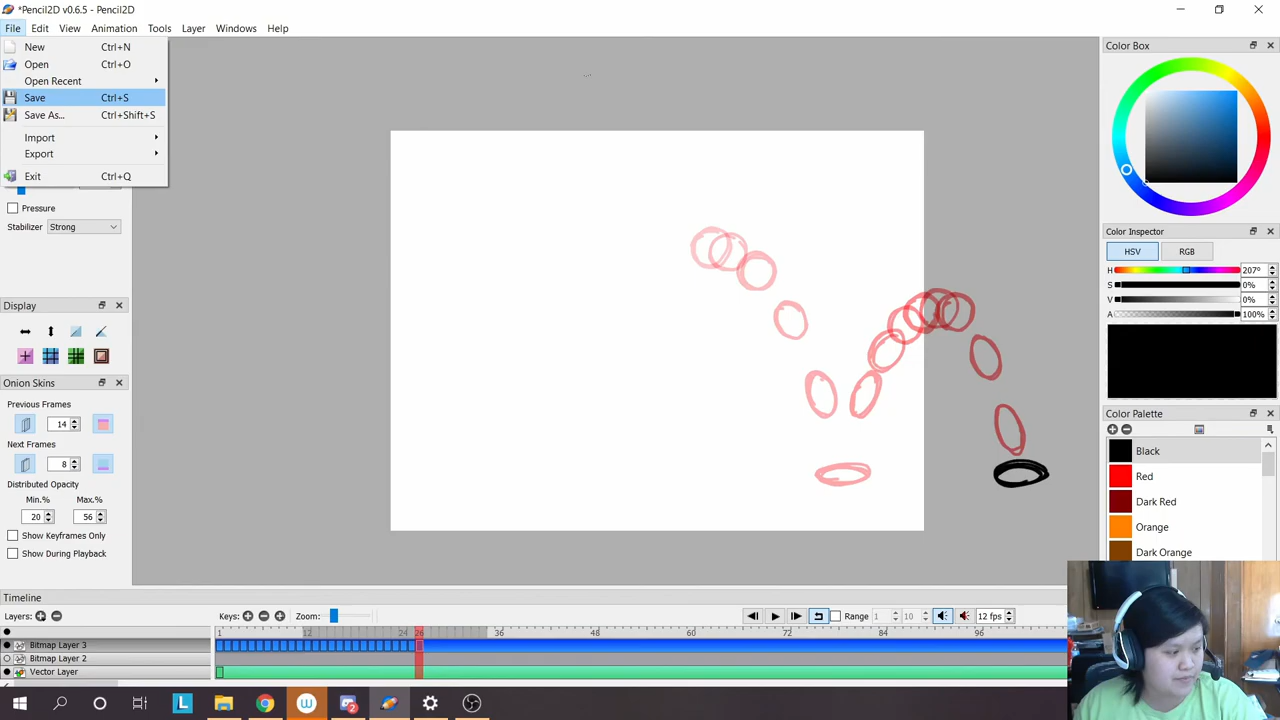 *Pencil2D v0.6.5 - Pencil2D
File Edit View Animation Tools Layer Windows Help
New Ctrl+N
Open Ctrl+O
Open Recent
Save Ctrl+S
Save As... Ctrl+Shift+S
Import
Export
Exit Ctrl+Q
Pressure
Stabilizer Strong
Display
Onion Skins
Previous Frames
14
Next Frames
8
Distributed Opacity
Min.% Max.%
20 56
Show Keyframes Only
Show During Playback
Color Box
Color Inspector
HSV RGB
H 207°
S 0%
V 0%
A 100%
Color Palette
Black
Red
Dark Red
Orange
Dark Orange
Timeline
Layers: Keys: Zoom: Range 1 10 12 fps
1 12 24 26 36 48 60 72 84 96
Bitmap Layer 3
Bitmap Layer 2
Vector Layer
L W 2